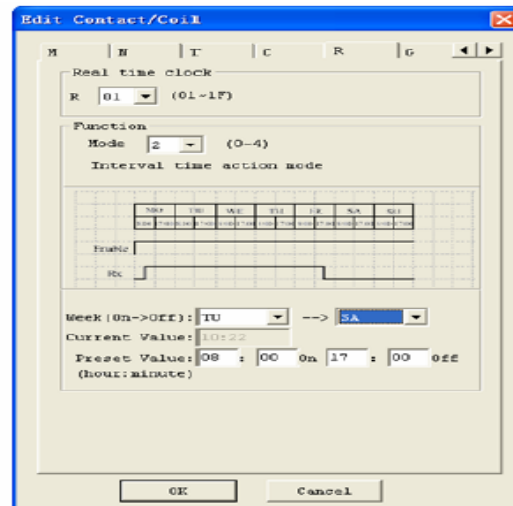 Edit Contact/Coil
M N T C R G
Real time clock
R 01 (01~1F)
Function
Mode 2 (0~4)
Interval time action mode
MO TU WE TH FR SA SU
Enable
Rx
Week(On->Off): TU --> SA
Current Value: 10:22
Preset Value: 08 : 00 On 17 : 00 Off
(hour:minute)
OK Cancel